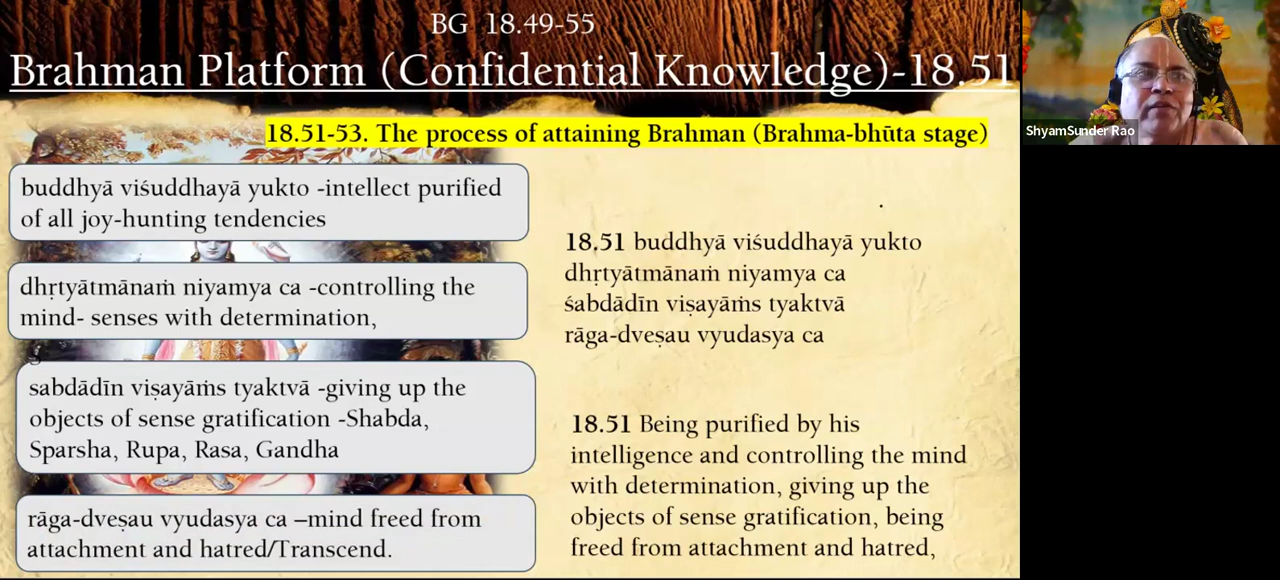 BG 18.49-55
Brahman Platform (Confidential Knowledge)-18.51
18.51-53. The process of attaining Brahman (Brahma-bhūta stage)
buddhyā viśuddhayā yukto -intellect purified
of all joy-hunting tendencies
dhṛtyātmānaṁ niyamya ca -controlling the
mind- senses with determination,
sabdādīn viṣayāṁs tyaktvā -giving up the
objects of sense gratification -Shabda,
Sparsha, Rupa, Rasa, Gandha
rāga-dveṣau vyudasya ca –mind freed from
attachment and hatred/Transcend.
18.51 buddhyā viśuddhayā yukto
dhṛtyātmānaṁ niyamya ca
śabdādīn viṣayāṁs tyaktvā
rāga-dveṣau vyudasya ca
18.51 Being purified by his
intelligence and controlling the mind
with determination, giving up the
objects of sense gratification, being
freed from attachment and hatred,
ShyamSunder Rao